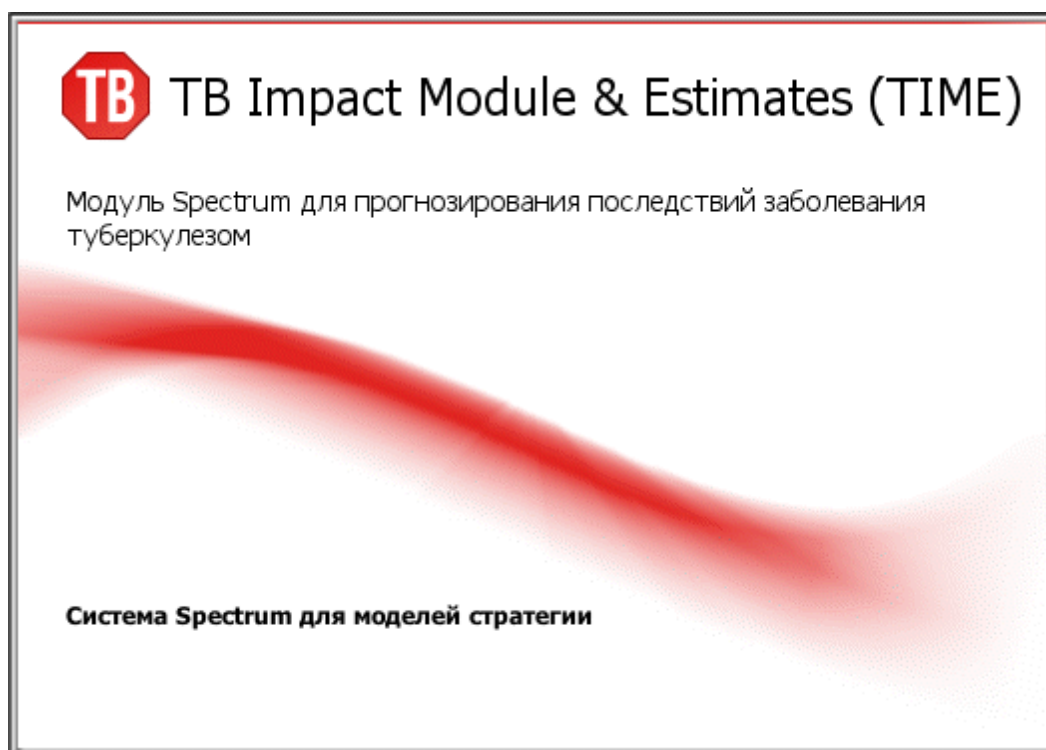 TB TB Impact Module & Estimates (TIME)
Модуль Spectrum для прогнозирования последствий заболевания
туберкулезом
Система Spectrum для моделей стратегии